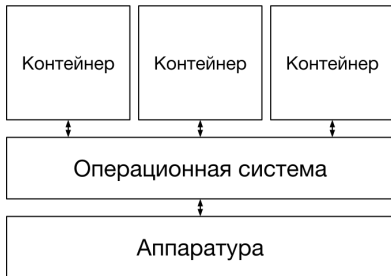 Контейнер Контейнер Контейнер
Операционная система
Аппаратура